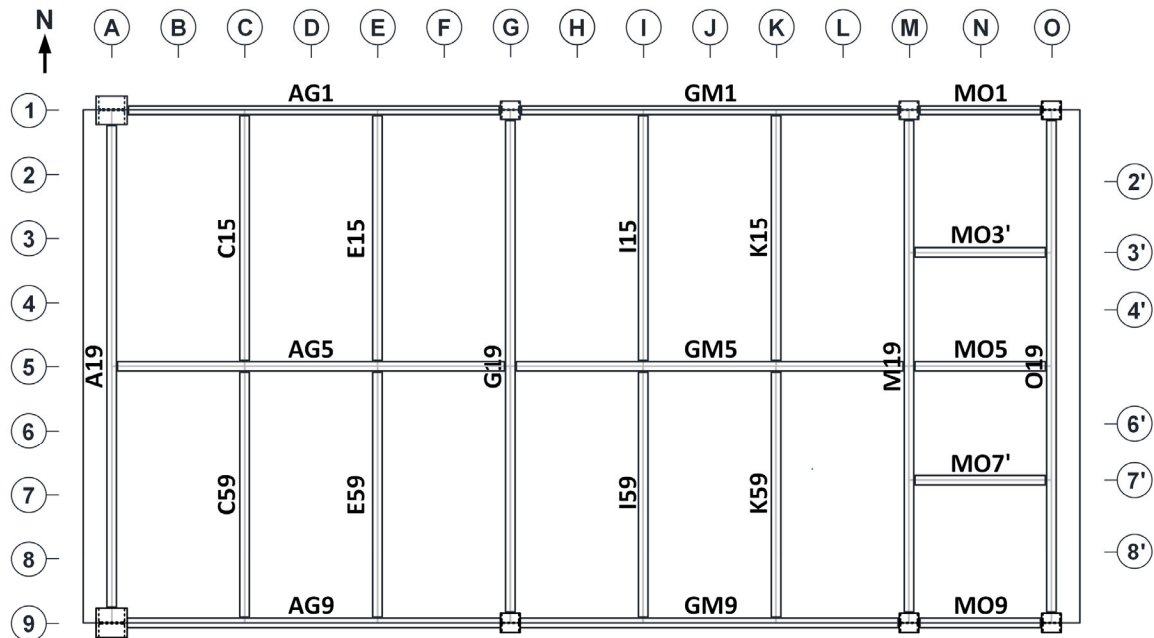 N
A B C D E F G H I J K L M N O
AG1 GM1 MO1
1
2 2'
3 C15 E15 I15 K15 MO3' 3'
4 4'
AG5 GM5 MO5
5 A19 G19 M19 O19
6 6'
7 C59 E59 I59 K59 MO7' 7'
8 8'
AG9 GM9 MO9
9